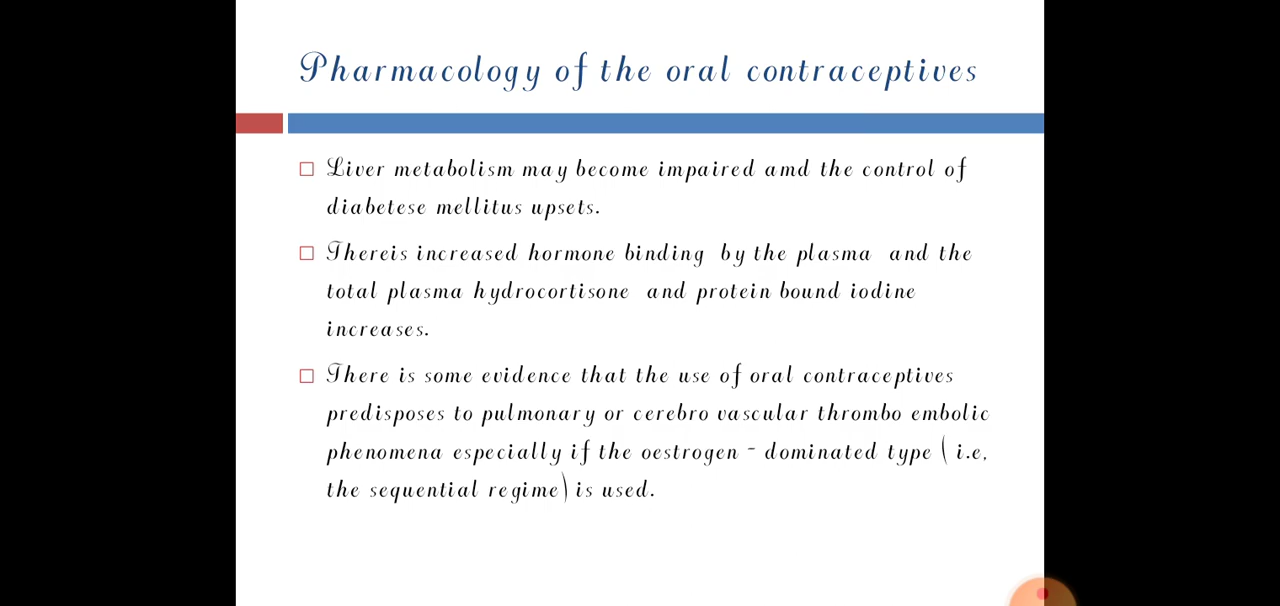 Pharmacology of the oral contraceptives
Liver metabolism may become impaired amd the control of
diabetese mellitus upsets.
Thereis increased hormone binding by the plasma and the
total plasma hydrocortisone and protein bound iodine
increases.
There is some evidence that the use of oral contraceptives
predisposes to pulmonary or cerebro vascular thrombo embolic
phenomena especially if the oestrogen - dominated type ( i.e,
the sequential regime) is used.